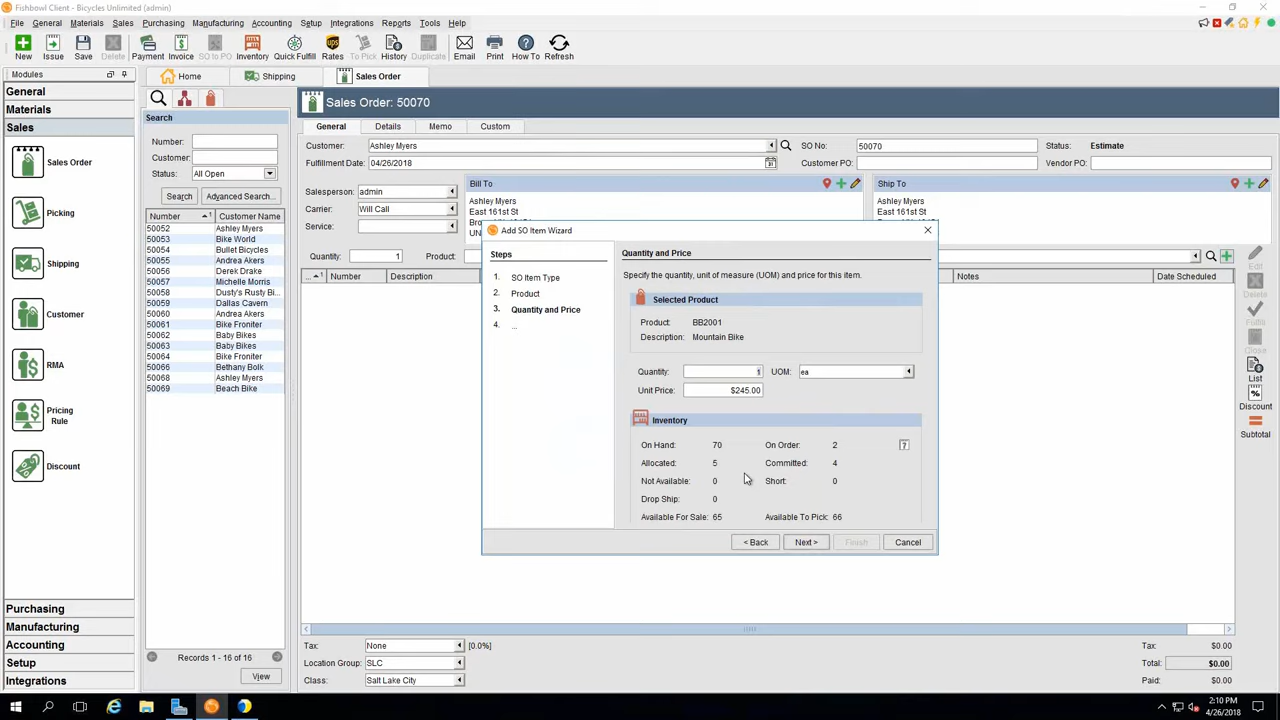 Fishbowl Client - Bicycles Unlimited (admin)
File General Materials Sales Purchasing Manufacturing Accounting Setup Integrations Reports Tools Help
New Issue Save Delete Payment Invoice SO to PO Inventory Quick Fulfill Rates To Pick History Duplicate Email Print How To Refresh
Modules
General
Materials
Sales
Sales Order
Picking
Shipping
Customer
RMA
Pricing
Rule
Discount
Purchasing
Manufacturing
Accounting
Setup
Integrations
Home Shipping Sales Order
Search
Number:
Customer:
Status: All Open
Search Advanced Search...
Number 1 Customer Name
50052 Ashley Myers
50053 Bike World
50054 Bullet Bicycles
50055 Andrea Akers
50056 Derek Drake
50057 Michelle Morris
50058 Dusty's Rusty Bi...
50059 Dallas Cavern
50060 Andrea Akers
50061 Bike Froniter
50062 Baby Bikes
50063 Baby Bikes
50064 Bike Froniter
50066 Bethany Bolk
50068 Ashley Myers
50069 Beach Bike
Records 1 - 16 of 16
View
Sales Order: 50070
General Details Memo Custom
Customer: Ashley Myers SO No: 50070 Status: Estimate
Fulfillment Date: 04/26/2018 Customer PO: Vendor PO:
Salesperson: admin
Carrier: Will Call
Service:
Bill To
Ashley Myers
East 161st St
Ship To
Ashley Myers
East 161st St
Quantity: 1 Product:
... 1 Number Description Notes Date Scheduled
Add SO Item Wizard
Steps
1. SO Item Type
2. Product
3. Quantity and Price
4. ...
Quantity and Price
Specify the quantity, unit of measure (UOM) and price for this item.
Selected Product
Product: BB2001
Description: Mountain Bike
Quantity: 1 UOM: ea
Unit Price: $245.00
Inventory
On Hand: 70 On Order: 2 ?
Allocated: 5 Committed: 4
Not Available: 0 Short: 0
Drop Ship: 0
Available For Sale: 65 Available To Pick: 66
< Back Next > Finish Cancel
Edit
Delete
Fulfill
Close
List
Discount
Subtotal
Tax: None [0.0%]
Location Group: SLC
Class: Salt Lake City
Tax: $0.00
Total: $0.00
Paid: $0.00
2:10 PM
4/26/2018